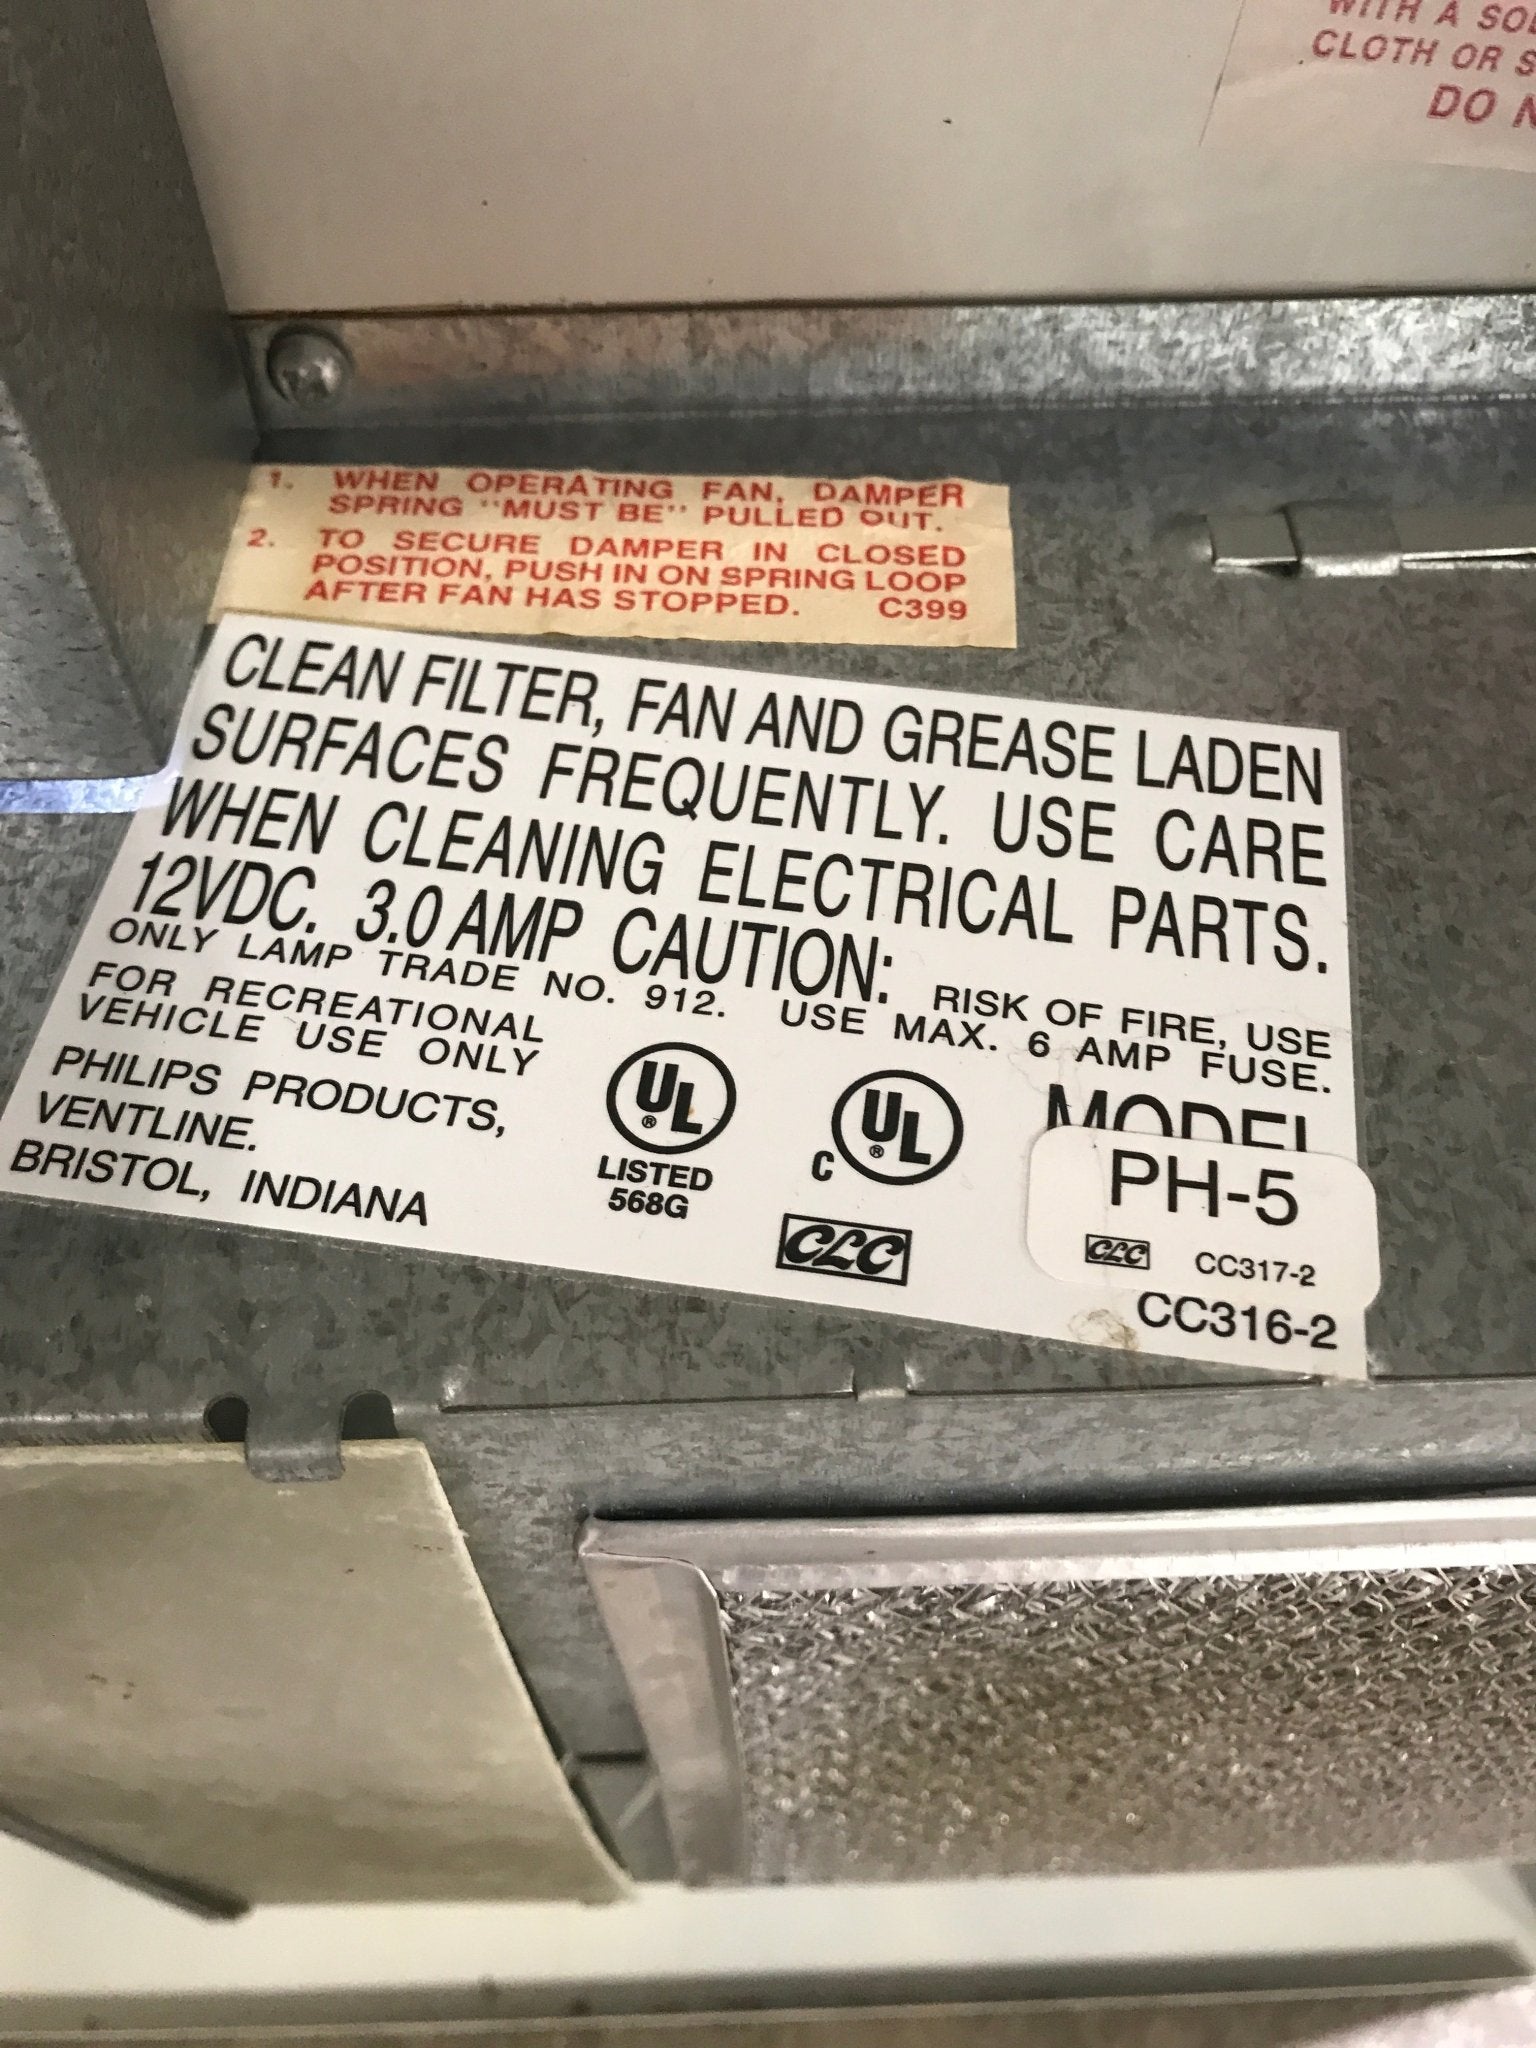 WITH A
CLOTH OR
DO
1. WHEN OPERATING FAN, DAMPER
SPRING "MUST BE" PULLED OUT.
2. TO SECURE DAMPER IN CLOSED
POSITION, PUSH IN ON SPRING LOOP
AFTER FAN HAS STOPPED. C399
CLEAN FILTER, FAN AND GREASE LADEN
SURFACES FREQUENTLY. USE CARE
WHEN CLEANING ELECTRICAL PARTS.
12VDC. 3.0 AMP CAUTION: RISK OF FIRE, USE
ONLY LAMP TRADE NO. 912. USE MAX. 6 AMP FUSE.
FOR RECREATIONAL
VEHICLE USE ONLY
PHILIPS PRODUCTS,
VENTLINE.
BRISTOL, INDIANA
UL ®
LISTED
568G
C UL ®
CLC
MODEL
PH-5
CLC CC317-2
CC316-2